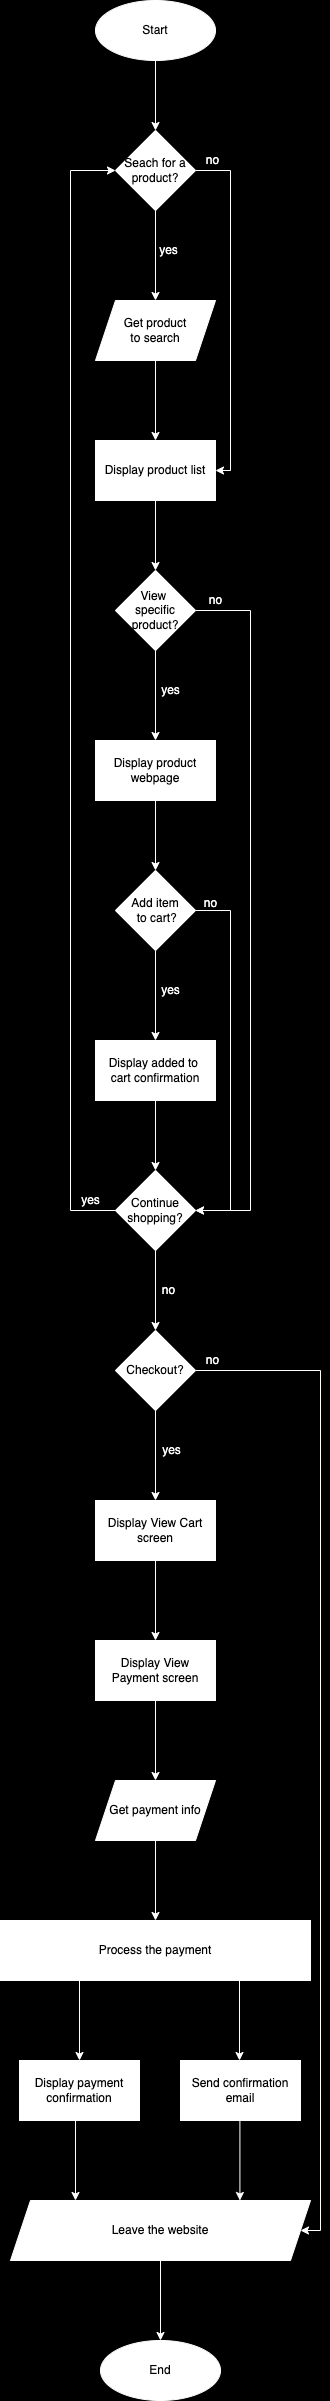 Start
Seach for a
product?
no
yes
Get product
to search
Display product list
View
specific
product?
no
yes
Display product
webpage
Add item
to cart?
no
yes
Display added to
cart confirmation
Continue
shopping?
yes
no
Checkout?
no
yes
Display View Cart
screen
Display View
Payment screen
Get payment info
Process the payment
Display payment
confirmation
Send confirmation
email
Leave the website
End